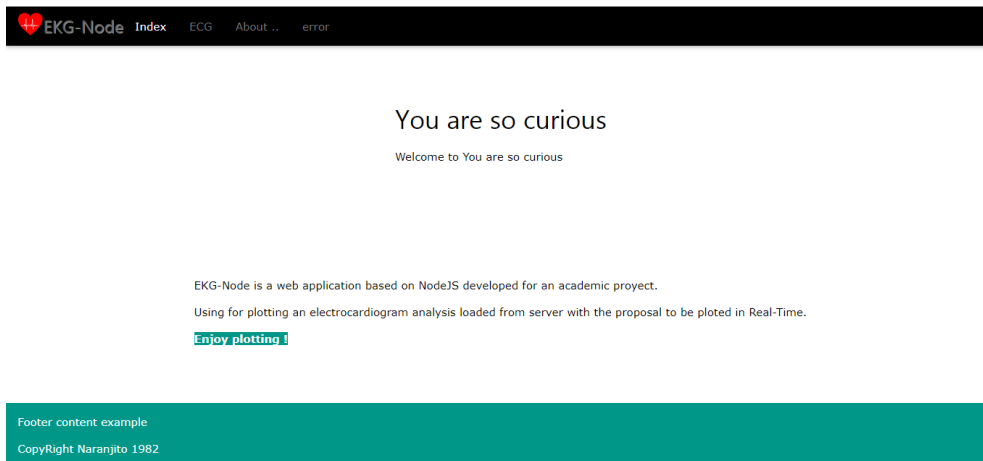 EKG-Node Index ECG About .. error
You are so curious
Welcome to You are so curious
EKG-Node is a web application based on NodeJS developed for an academic proyect.
Using for plotting an electrocardiogram analysis loaded from server with the proposal to be ploted in Real-Time.
Enjoy plotting !
Footer content example
CopyRight Naranjito 1982